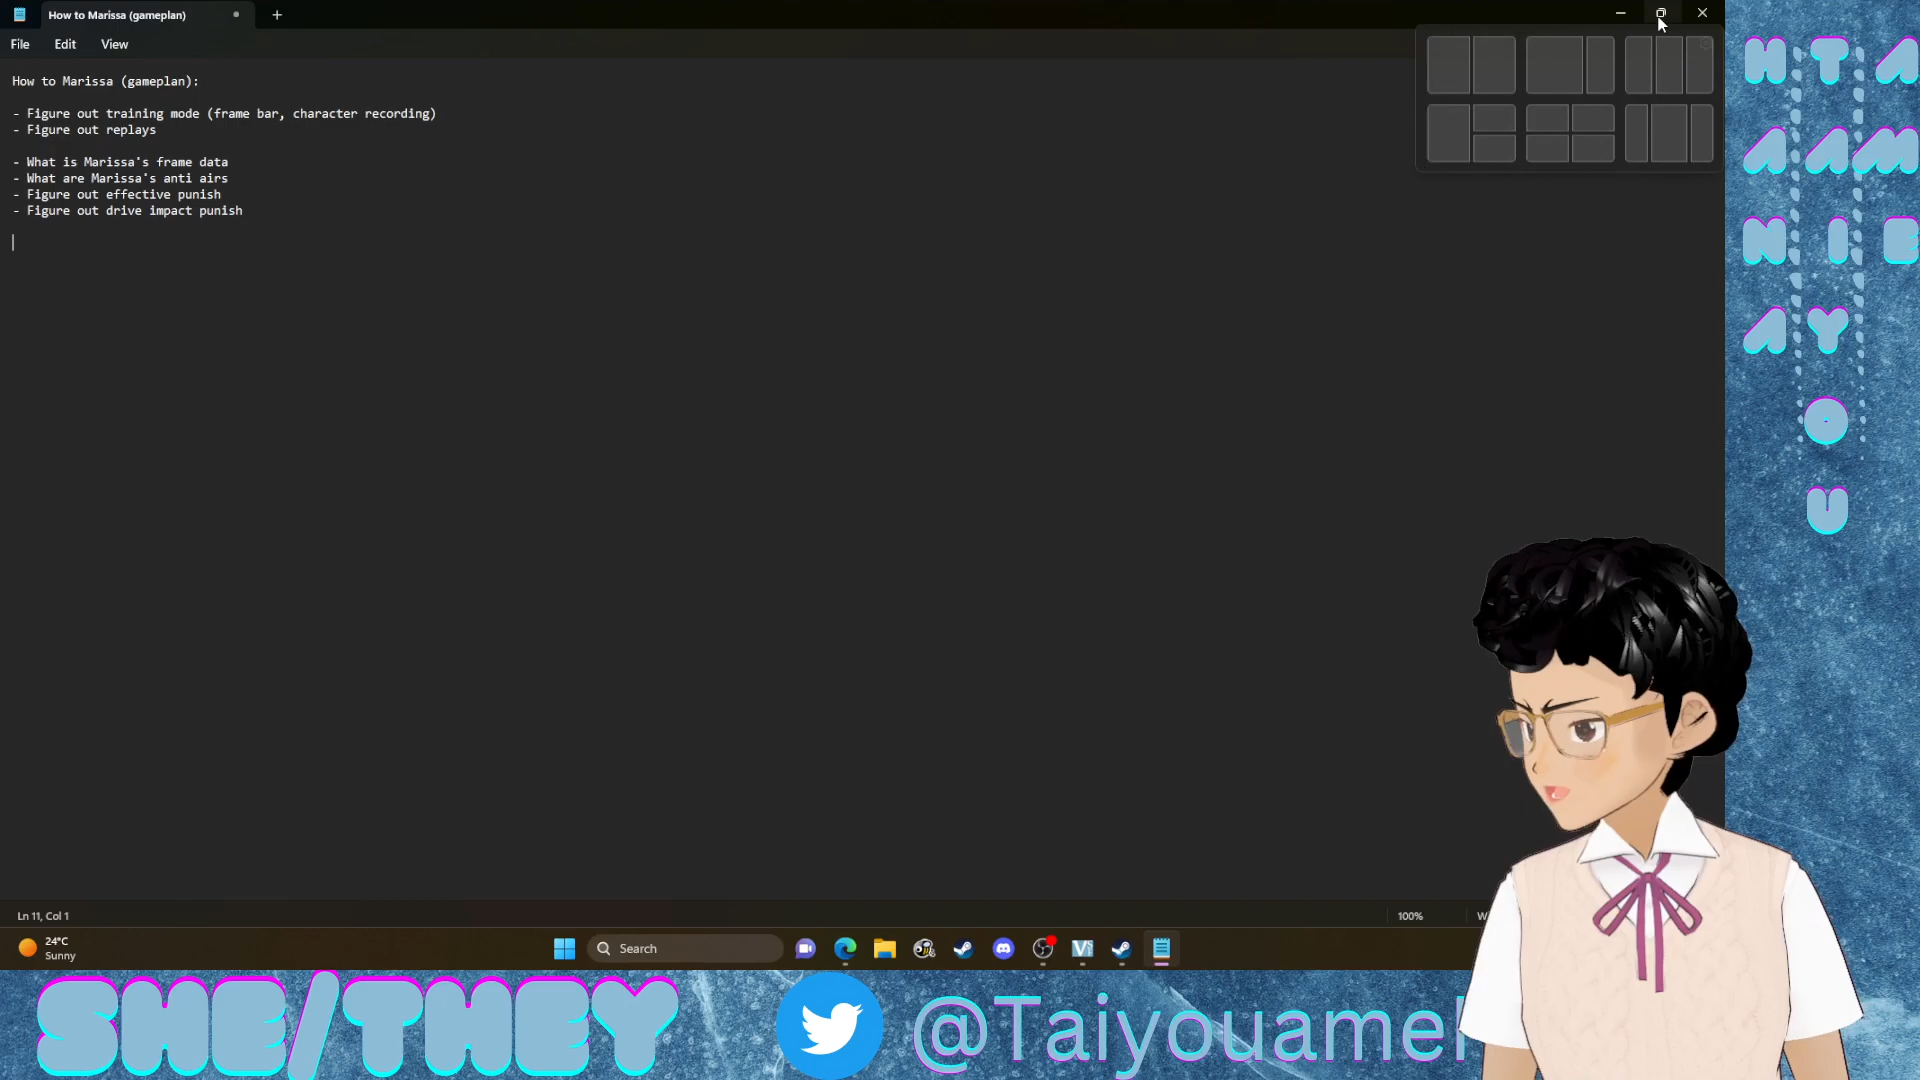 How to Marissa (gameplan)
File Edit View
How to Marissa (gameplan):
- Figure out training mode (frame bar, character recording)
- Figure out replays
- What is Marissa's frame data
- What are Marissa's anti airs
- Figure out effective punish
- Figure out drive impact punish
Ln 11, Col 1
100%
24°C
Sunny
Search
SHE/THEY
@Taiyouamel
H T A
A A M
N I E
A Y
O
U